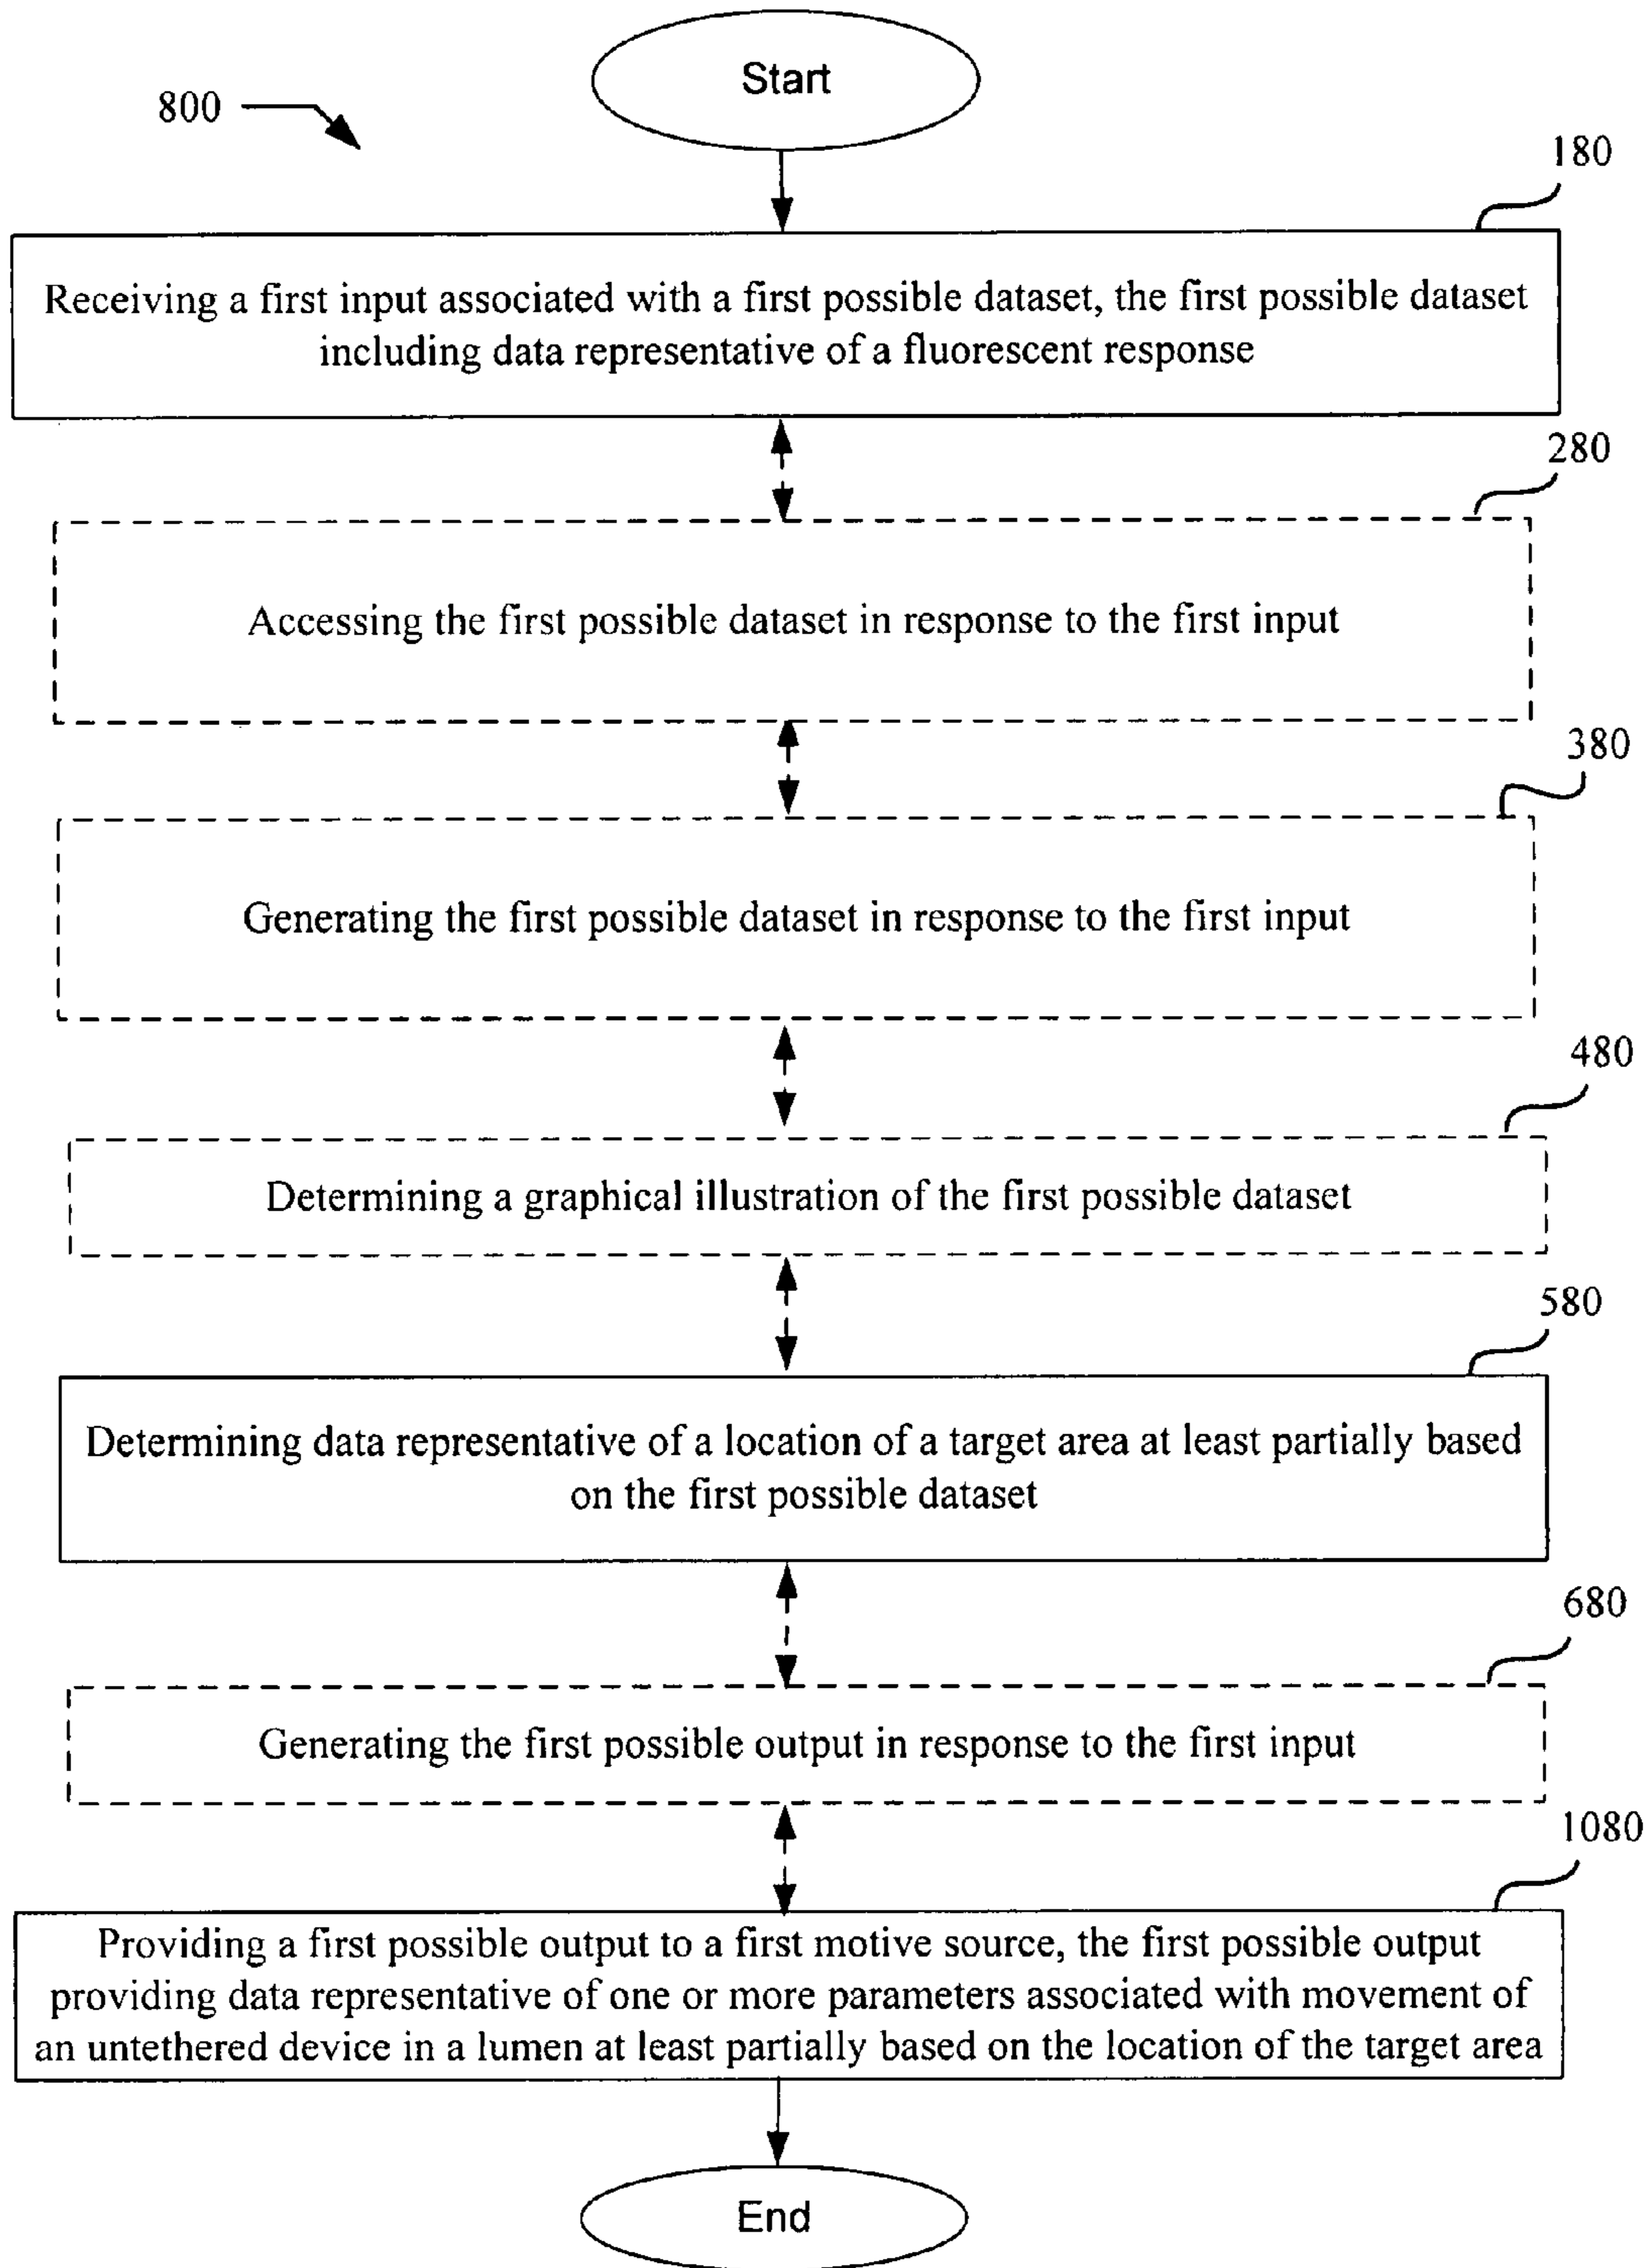 Start
800
180
Receiving a first input associated with a first possible dataset, the first possible dataset
including data representative of a fluorescent response
280
Accessing the first possible dataset in response to the first input
380
Generating the first possible dataset in response to the first input
480
Determining a graphical illustration of the first possible dataset
580
Determining data representative of a location of a target area at least partially based
on the first possible dataset
680
Generating the first possible output in response to the first input
1080
Providing a first possible output to a first motive source, the first possible output
providing data representative of one or more parameters associated with movement of
an untethered device in a lumen at least partially based on the location of the target area
End